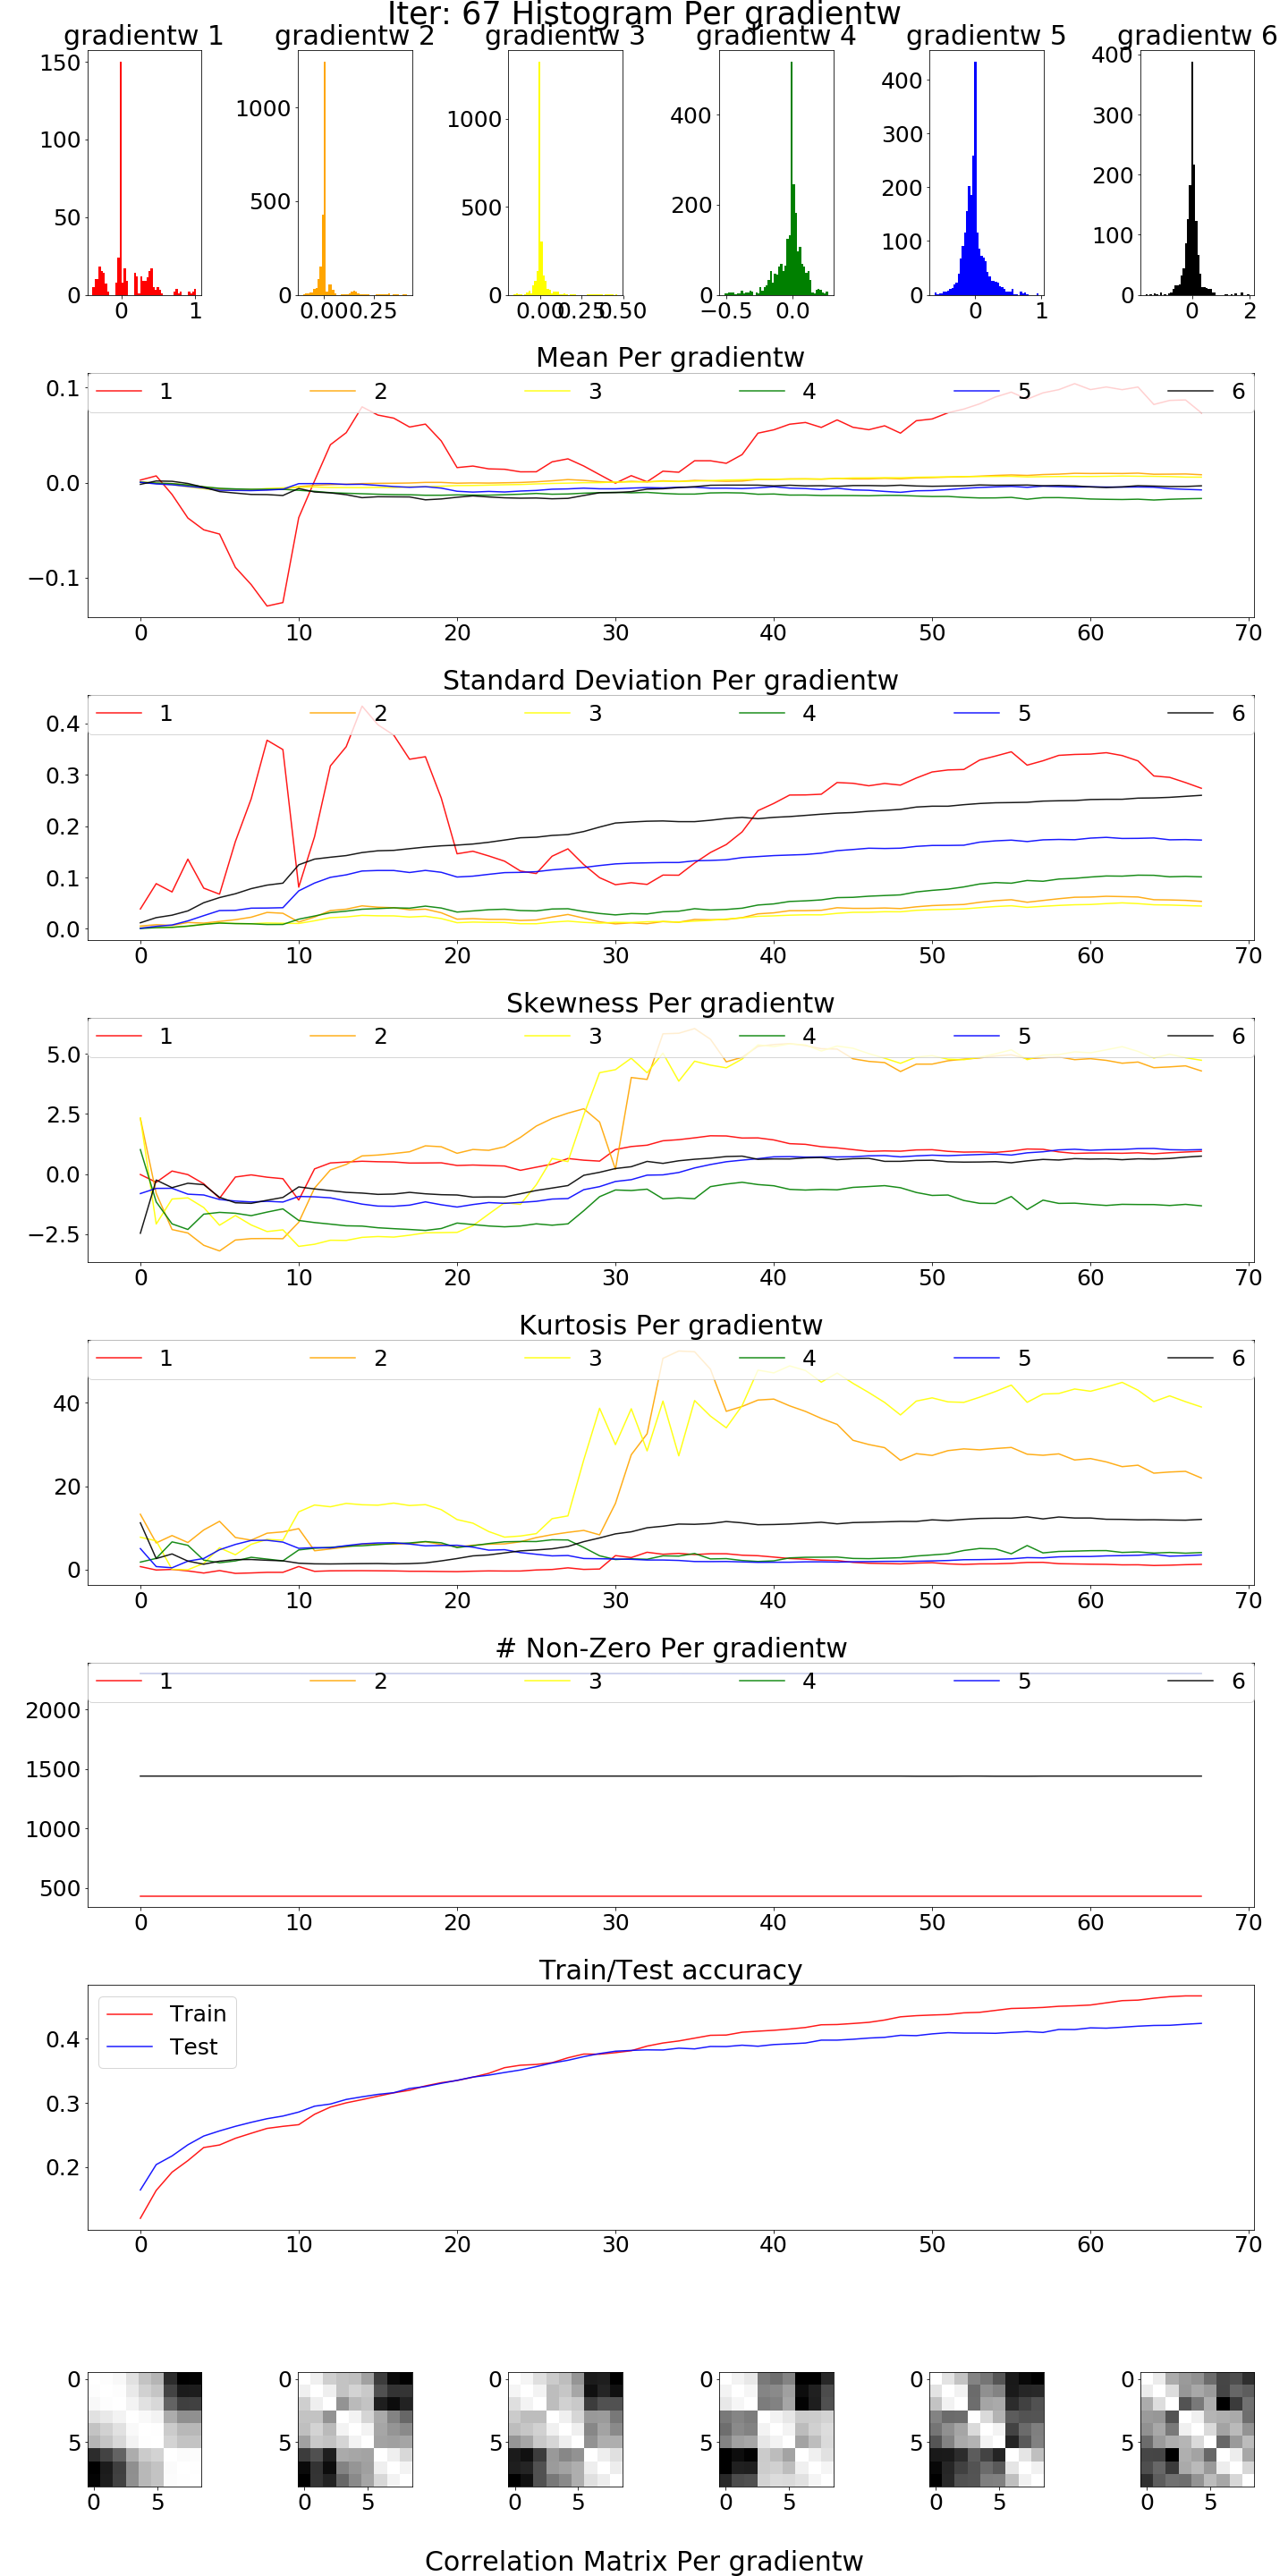 Iter: 67 Histogram Per gradientw
gradientw 1 gradientw 2 gradientw 3 gradientw 4 gradientw 5 gradientw 6
150 100 50 0
0 1
1000 500 0
0.00 0.25
1000 500 0
0.00 0.25 0.50
400 200 0
−0.5 0.0
400 300 200 100 0
0 1
400 300 200 100 0
0 2
Mean Per gradientw
1 2 3 4 5 6
0.1
0.0
−0.1
0 10 20 30 40 50 60 70
Standard Deviation Per gradientw
1 2 3 4 5 6
0.4
0.3
0.2
0.1
0.0
0 10 20 30 40 50 60 70
Skewness Per gradientw
1 2 3 4 5 6
5.0
2.5
0.0
−2.5
0 10 20 30 40 50 60 70
Kurtosis Per gradientw
1 2 3 4 5 6
40
20
0
0 10 20 30 40 50 60 70
# Non-Zero Per gradientw
1 2 3 4 5 6
2000
1500
1000
500
0 10 20 30 40 50 60 70
Train/Test accuracy
Train
Test
0.4
0.3
0.2
0 10 20 30 40 50 60 70
0 0 0 0 0 0
5 5 5 5 5 5
0 5 0 5 0 5 0 5 0 5 0 5
Correlation Matrix Per gradientw